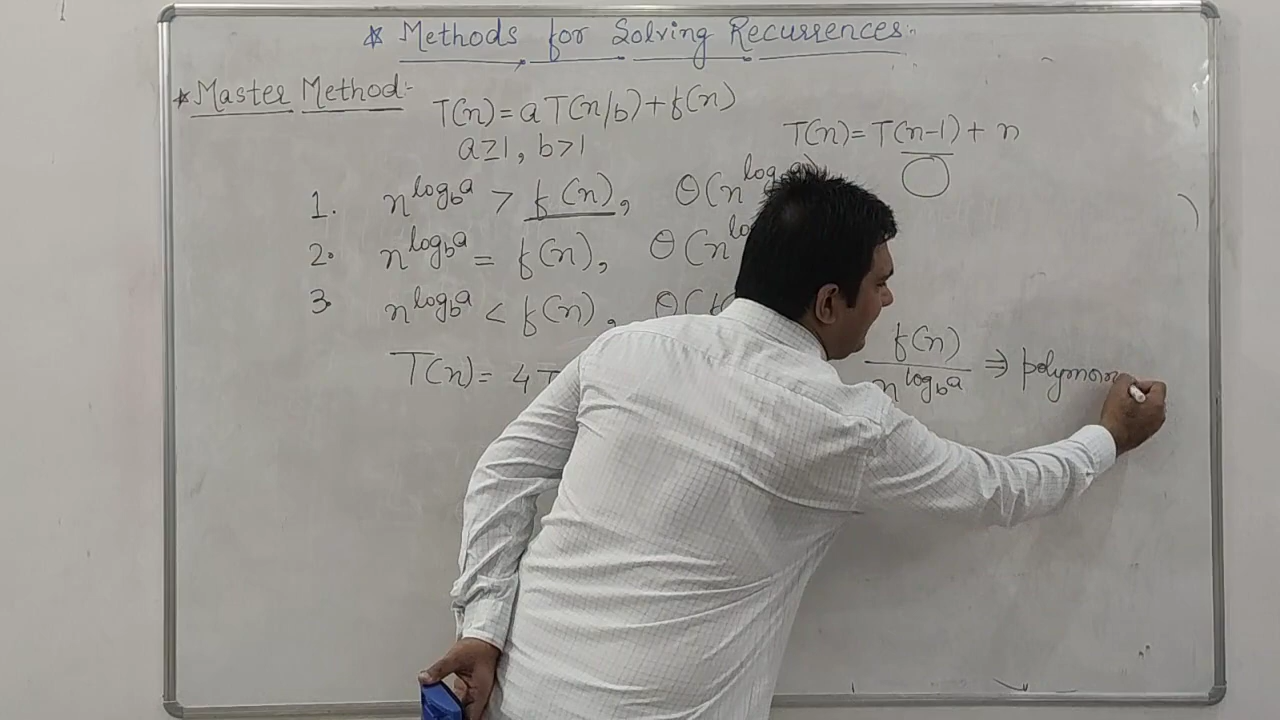 * Methods for Solving Recurrences:
* Master Method:
T(n) = a T(n/b) + f(n)
a≥1, b>1
T(n) = T(n-1) + n
1. n^log_b a > f(n), Θ(n^log
2. n^log_b a = f(n), Θ(n^lo
3. n^log_b a < f(n), Θ(
T(n) = 4 T
f(n) / n^log_b a ⇒ polynom